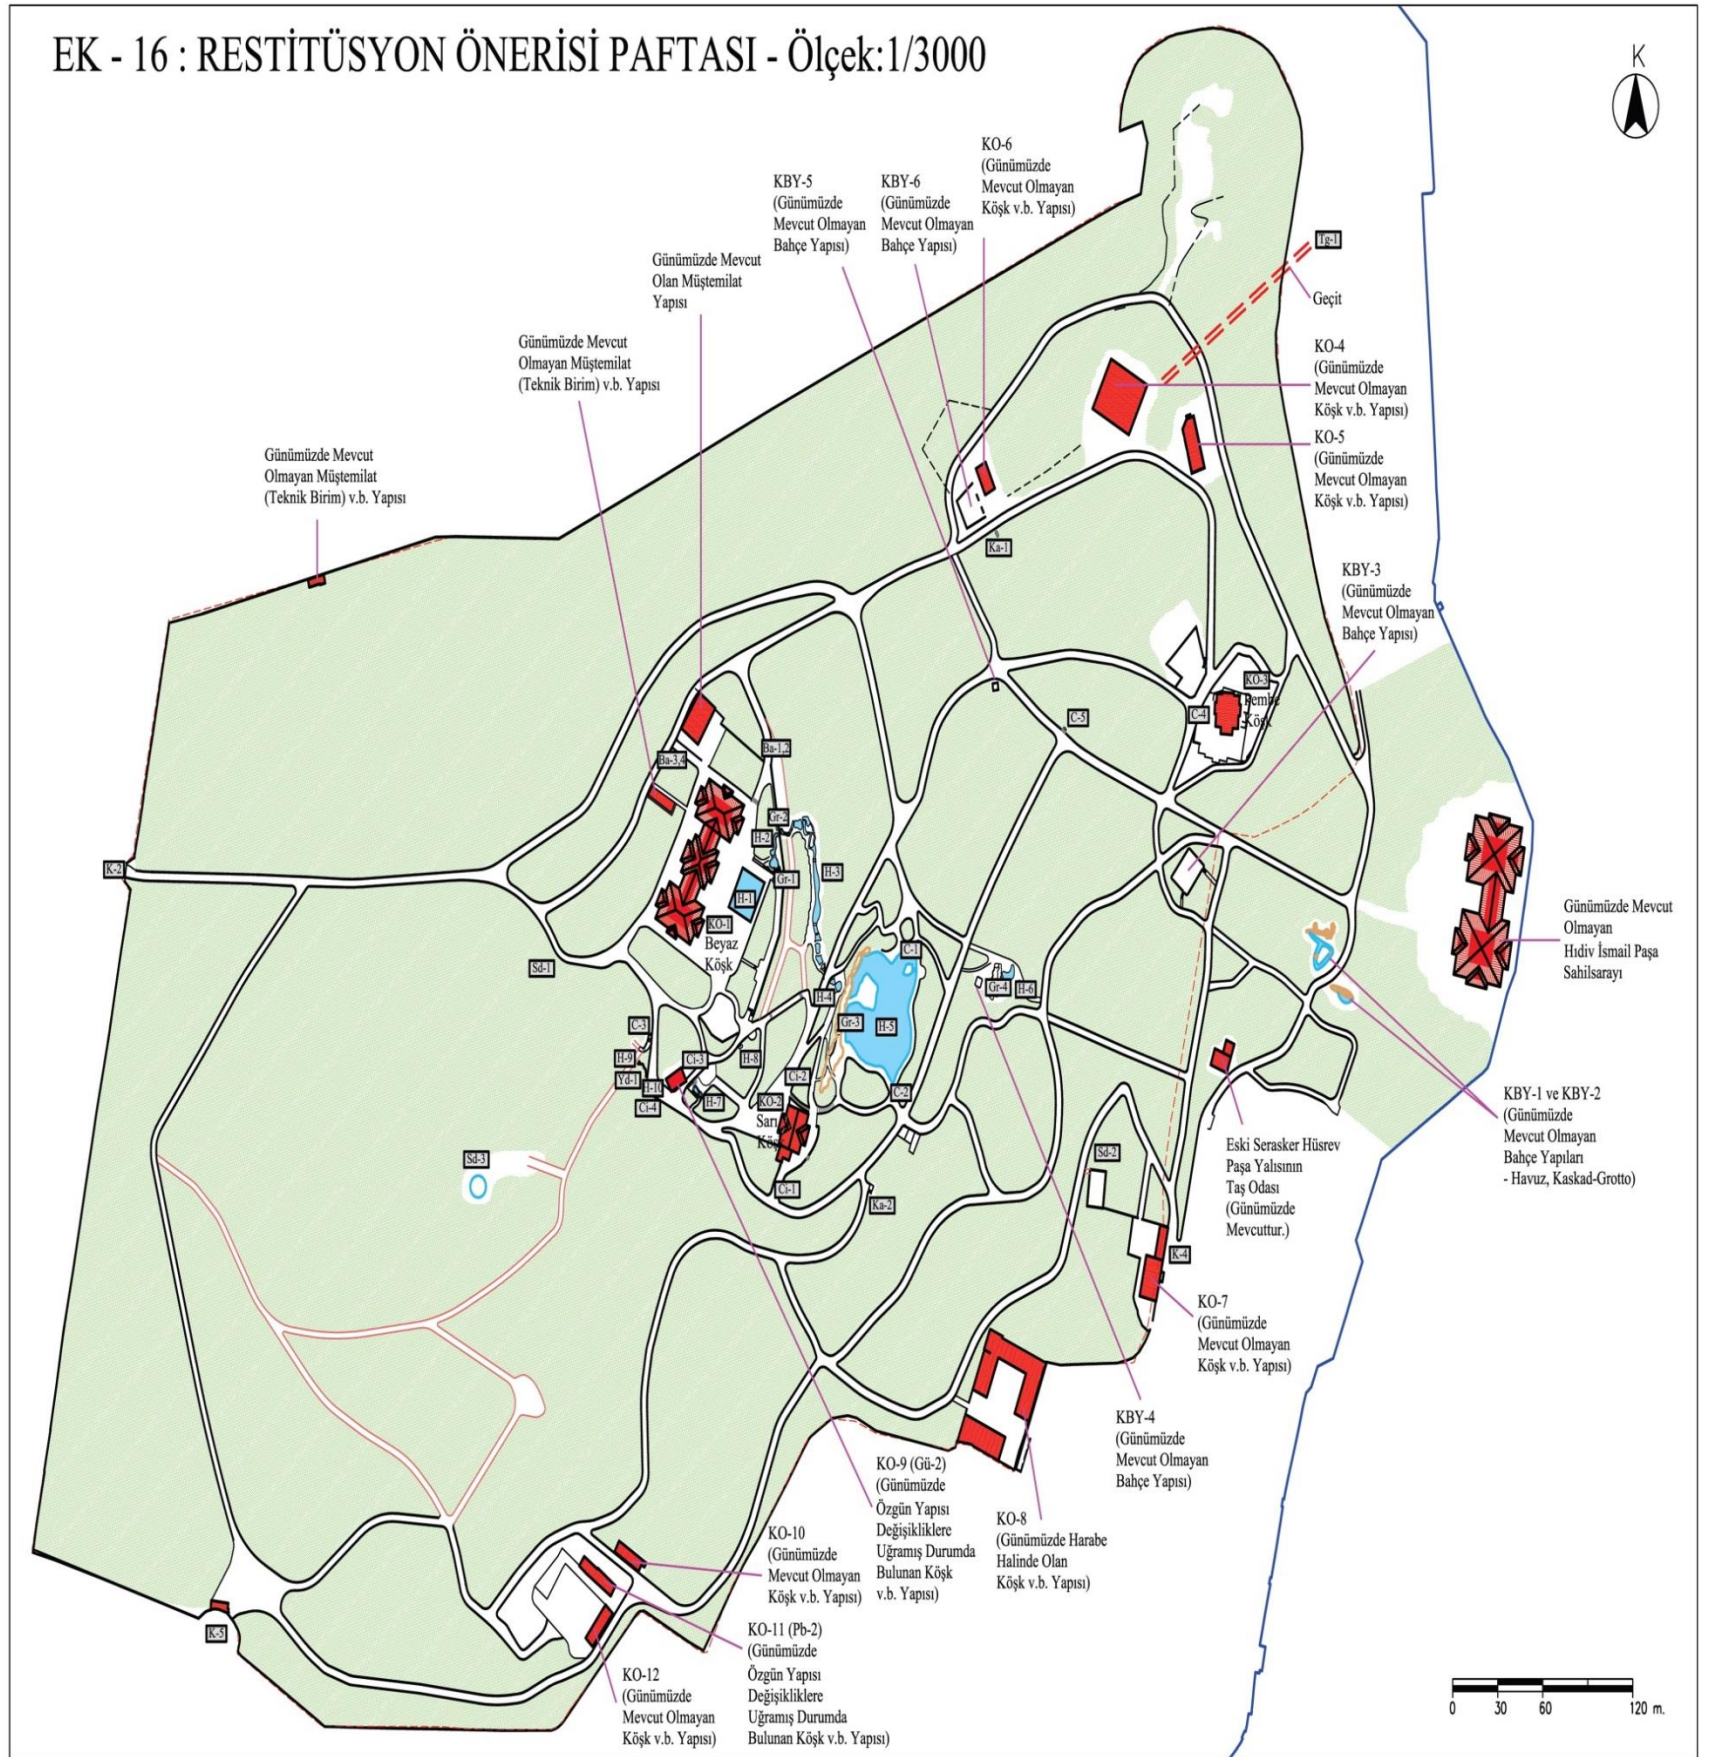 EK - 16 : RESTİTÜSYON ÖNERİSİ PAFTASI - Ölçek:1/3000
K
KO-6
(Günümüzde
Mevcut Olmayan
Köşk v.b. Yapısı)
KBY-5
(Günümüzde
Mevcut Olmayan
Bahçe Yapısı)
KBY-6
(Günümüzde
Mevcut Olmayan
Bahçe Yapısı)
Günümüzde Mevcut
Olan Müştemilat
Yapısı
Günümüzde Mevcut
Olmayan Müştemilat
(Teknik Birim) v.b. Yapısı
Günümüzde Mevcut
Olmayan Müştemilat
(Teknik Birim) v.b. Yapısı
Tg-1
Geçit
KO-4
(Günümüzde
Mevcut Olmayan
Köşk v.b. Yapısı)
KO-5
(Günümüzde
Mevcut Olmayan
Köşk v.b. Yapısı)
Ka-1
KBY-3
(Günümüzde
Mevcut Olmayan
Bahçe Yapısı)
KO-3
Pembe
Köşk
C-4
C-5
Ba-1,2
Ba-3,4
Gr-2
H-2
Gr-1
H-3
H-1
KO-1
Beyaz
Köşk
K-2
Sd-1
C-1
H-4
Gr-3
H-5
Gr-4
H-6
C-3
H-9
Yd-1
H-10
Ci-4
Ci-3
H-8
H-7
Ci-2
KO-2
Sarı
Köş
C-2
Ci-1
Ka-2
Sd-3
Sd-2
K-4
Günümüzde Mevcut
Olmayan
Hıdiv İsmail Paşa
Sahilsarayı
KBY-1 ve KBY-2
(Günümüzde
Mevcut Olmayan
Bahçe Yapıları
- Havuz, Kaskad-Grotto)
Eski Serasker Hüsrev
Paşa Yalısının
Taş Odası
(Günümüzde
Mevcuttur.)
KO-7
(Günümüzde
Mevcut Olmayan
Köşk v.b. Yapısı)
KBY-4
(Günümüzde
Mevcut Olmayan
Bahçe Yapısı)
KO-9 (Gü-2)
(Günümüzde
Özgün Yapısı
Değişikliklere
Uğramış Durumda
Bulunan Köşk
v.b. Yapısı)
KO-8
(Günümüzde Harabe
Halinde Olan
Köşk v.b. Yapısı)
KO-10
(Günümüzde
Mevcut Olmayan
Köşk v.b. Yapısı)
KO-11 (Pb-2)
(Günümüzde
Özgün Yapısı
Değişikliklere
Uğramış Durumda
Bulunan Köşk v.b. Yapısı)
KO-12
(Günümüzde
Mevcut Olmayan
Köşk v.b. Yapısı)
K-5
0 30 60 120 m.